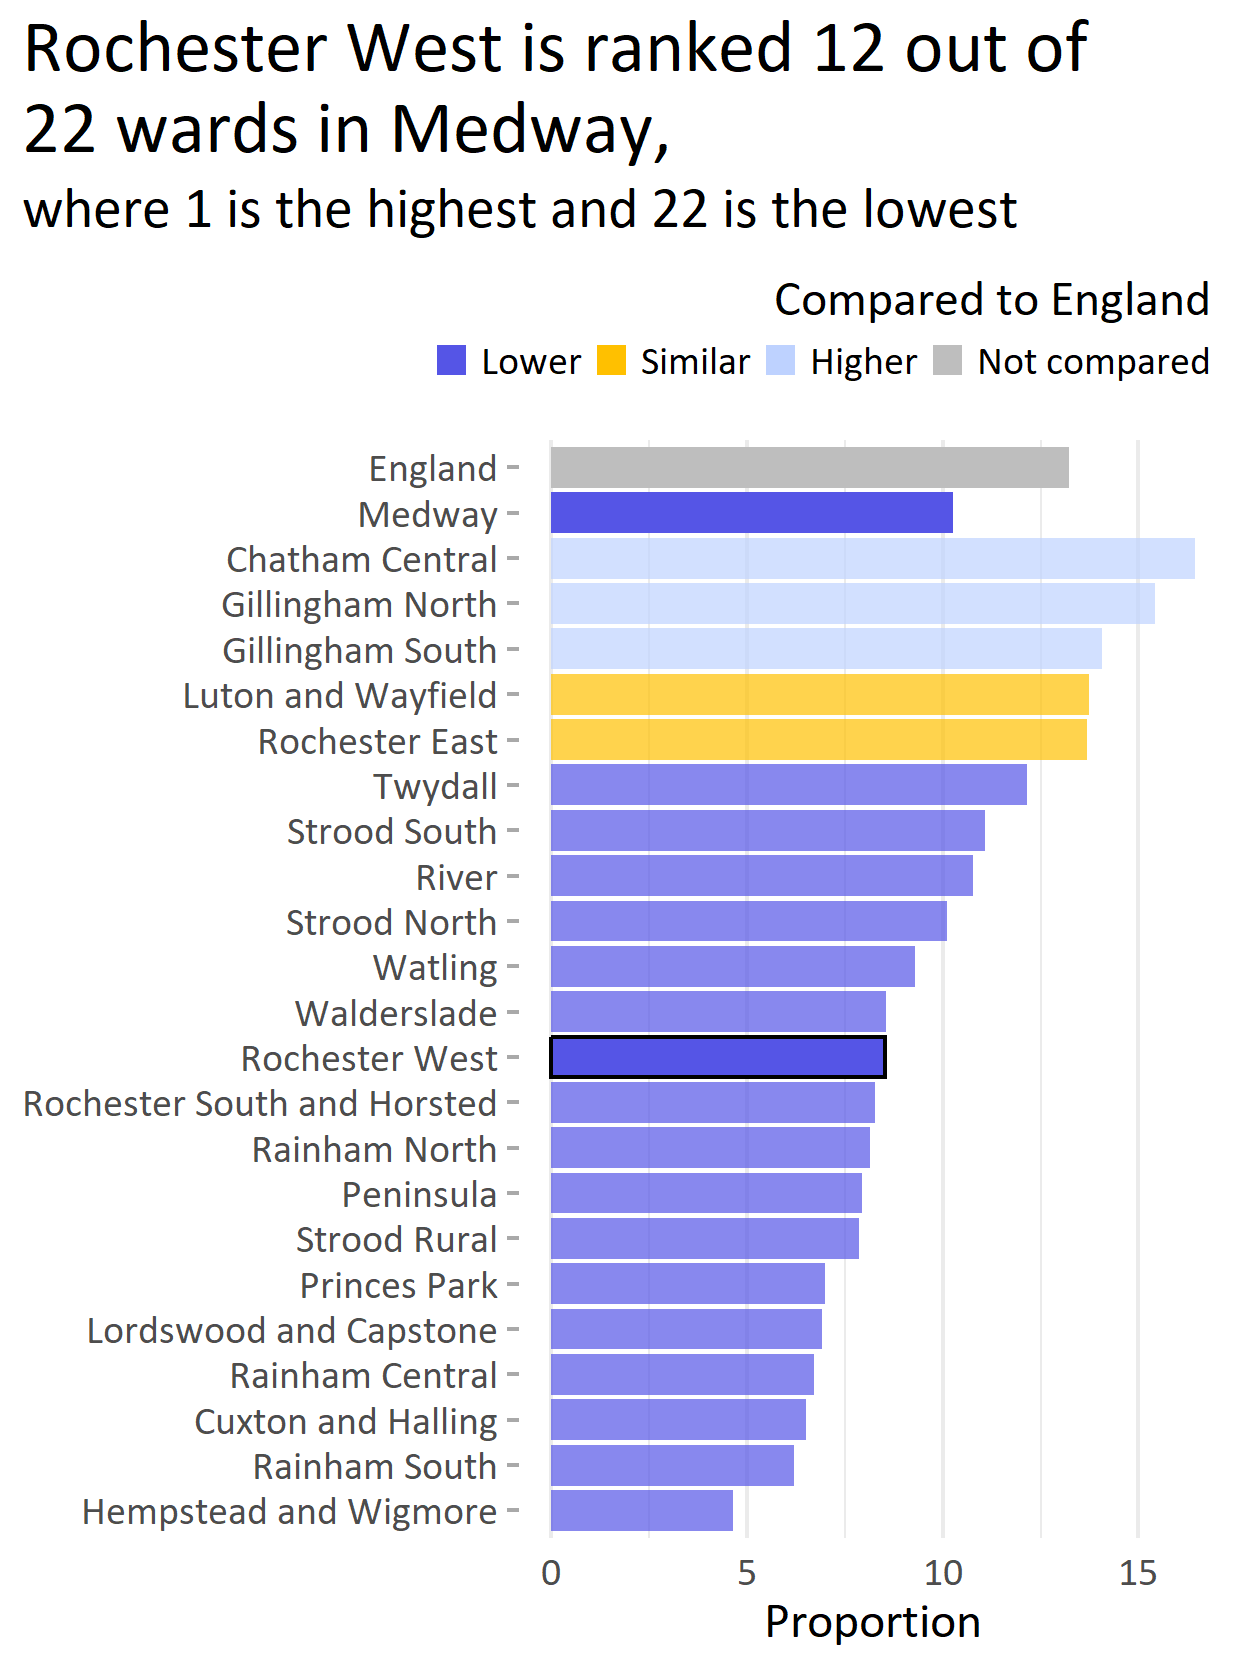 Rochester West is ranked 12 out of
22 wards in Medway,
where 1 is the highest and 22 is the lowest
Compared to England
Lower Similar Higher Not compared
England
Medway
Chatham Central
Gillingham North
Gillingham South
Luton and Wayfield
Rochester East
Twydall
Strood South
River
Strood North
Watling
Walderslade
Rochester West
Rochester South and Horsted
Rainham North
Peninsula
Strood Rural
Princes Park
Lordswood and Capstone
Rainham Central
Cuxton and Halling
Rainham South
Hempstead and Wigmore
0 5 10 15
Proportion